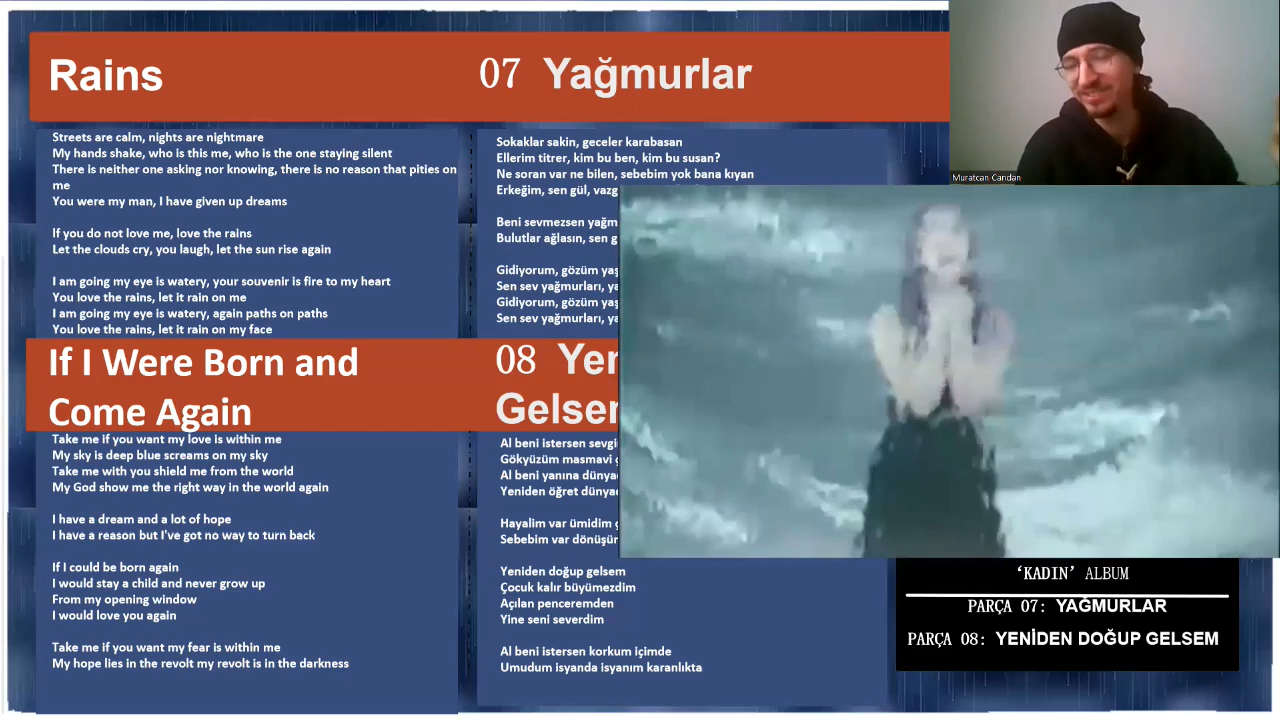 Rains
07 Yağmurlar
Streets are calm, nights are nightmare
My hands shake, who is this me, who is the one staying silent
There is neither one asking nor knowing, there is no reason that pities on
me
You were my man, I have given up dreams
If you do not love me, love the rains
Let the clouds cry, you laugh, let the sun rise again
I am going my eye is watery, your souvenir is fire to my heart
You love the rains, let it rain on me
I am going my eye is watery, again paths on paths
You love the rains, let it rain on my face
Sokaklar sakin, geceler karabasan
Ellerim titrer, kim bu ben, kim bu susan?
Ne soran var ne bilen, sebebim yok bana kıyan
Erkeğim, sen gül, vazg
Beni sevmezsen yağm
Bulutlar ağlasın, sen g
Gidiyorum, gözüm yaş
Sen sev yağmurları, ya
Gidiyorum, gözüm yaş
Sen sev yağmurları, ya
Muratcan Candan
If I Were Born and
Come Again
08 Yen
Gelsem
Take me if you want my love is within me
My sky is deep blue screams on my sky
Take me with you shield me from the world
My God show me the right way in the world again
I have a dream and a lot of hope
I have a reason but I've got no way to turn back
If I could be born again
I would stay a child and never grow up
From my opening window
I would love you again
Take me if you want my fear is within me
My hope lies in the revolt my revolt is in the darkness
Al beni istersen sevgi
Gökyüzüm masmavi ç
Al beni yanına dünya
Yeniden öğret dünya
Hayalim var ümidim ç
Sebebim var dönüşü
Yeniden doğup gelsem
Çocuk kalır büyümezdim
Açılan penceremden
Yine seni severdim
Al beni istersen korkum içimde
Umudum isyanda isyanım karanlıkta
‘KADIN’ ALBUM
PARÇA 07: YAĞMURLAR
PARÇA 08: YENİDEN DOĞUP GELSEM